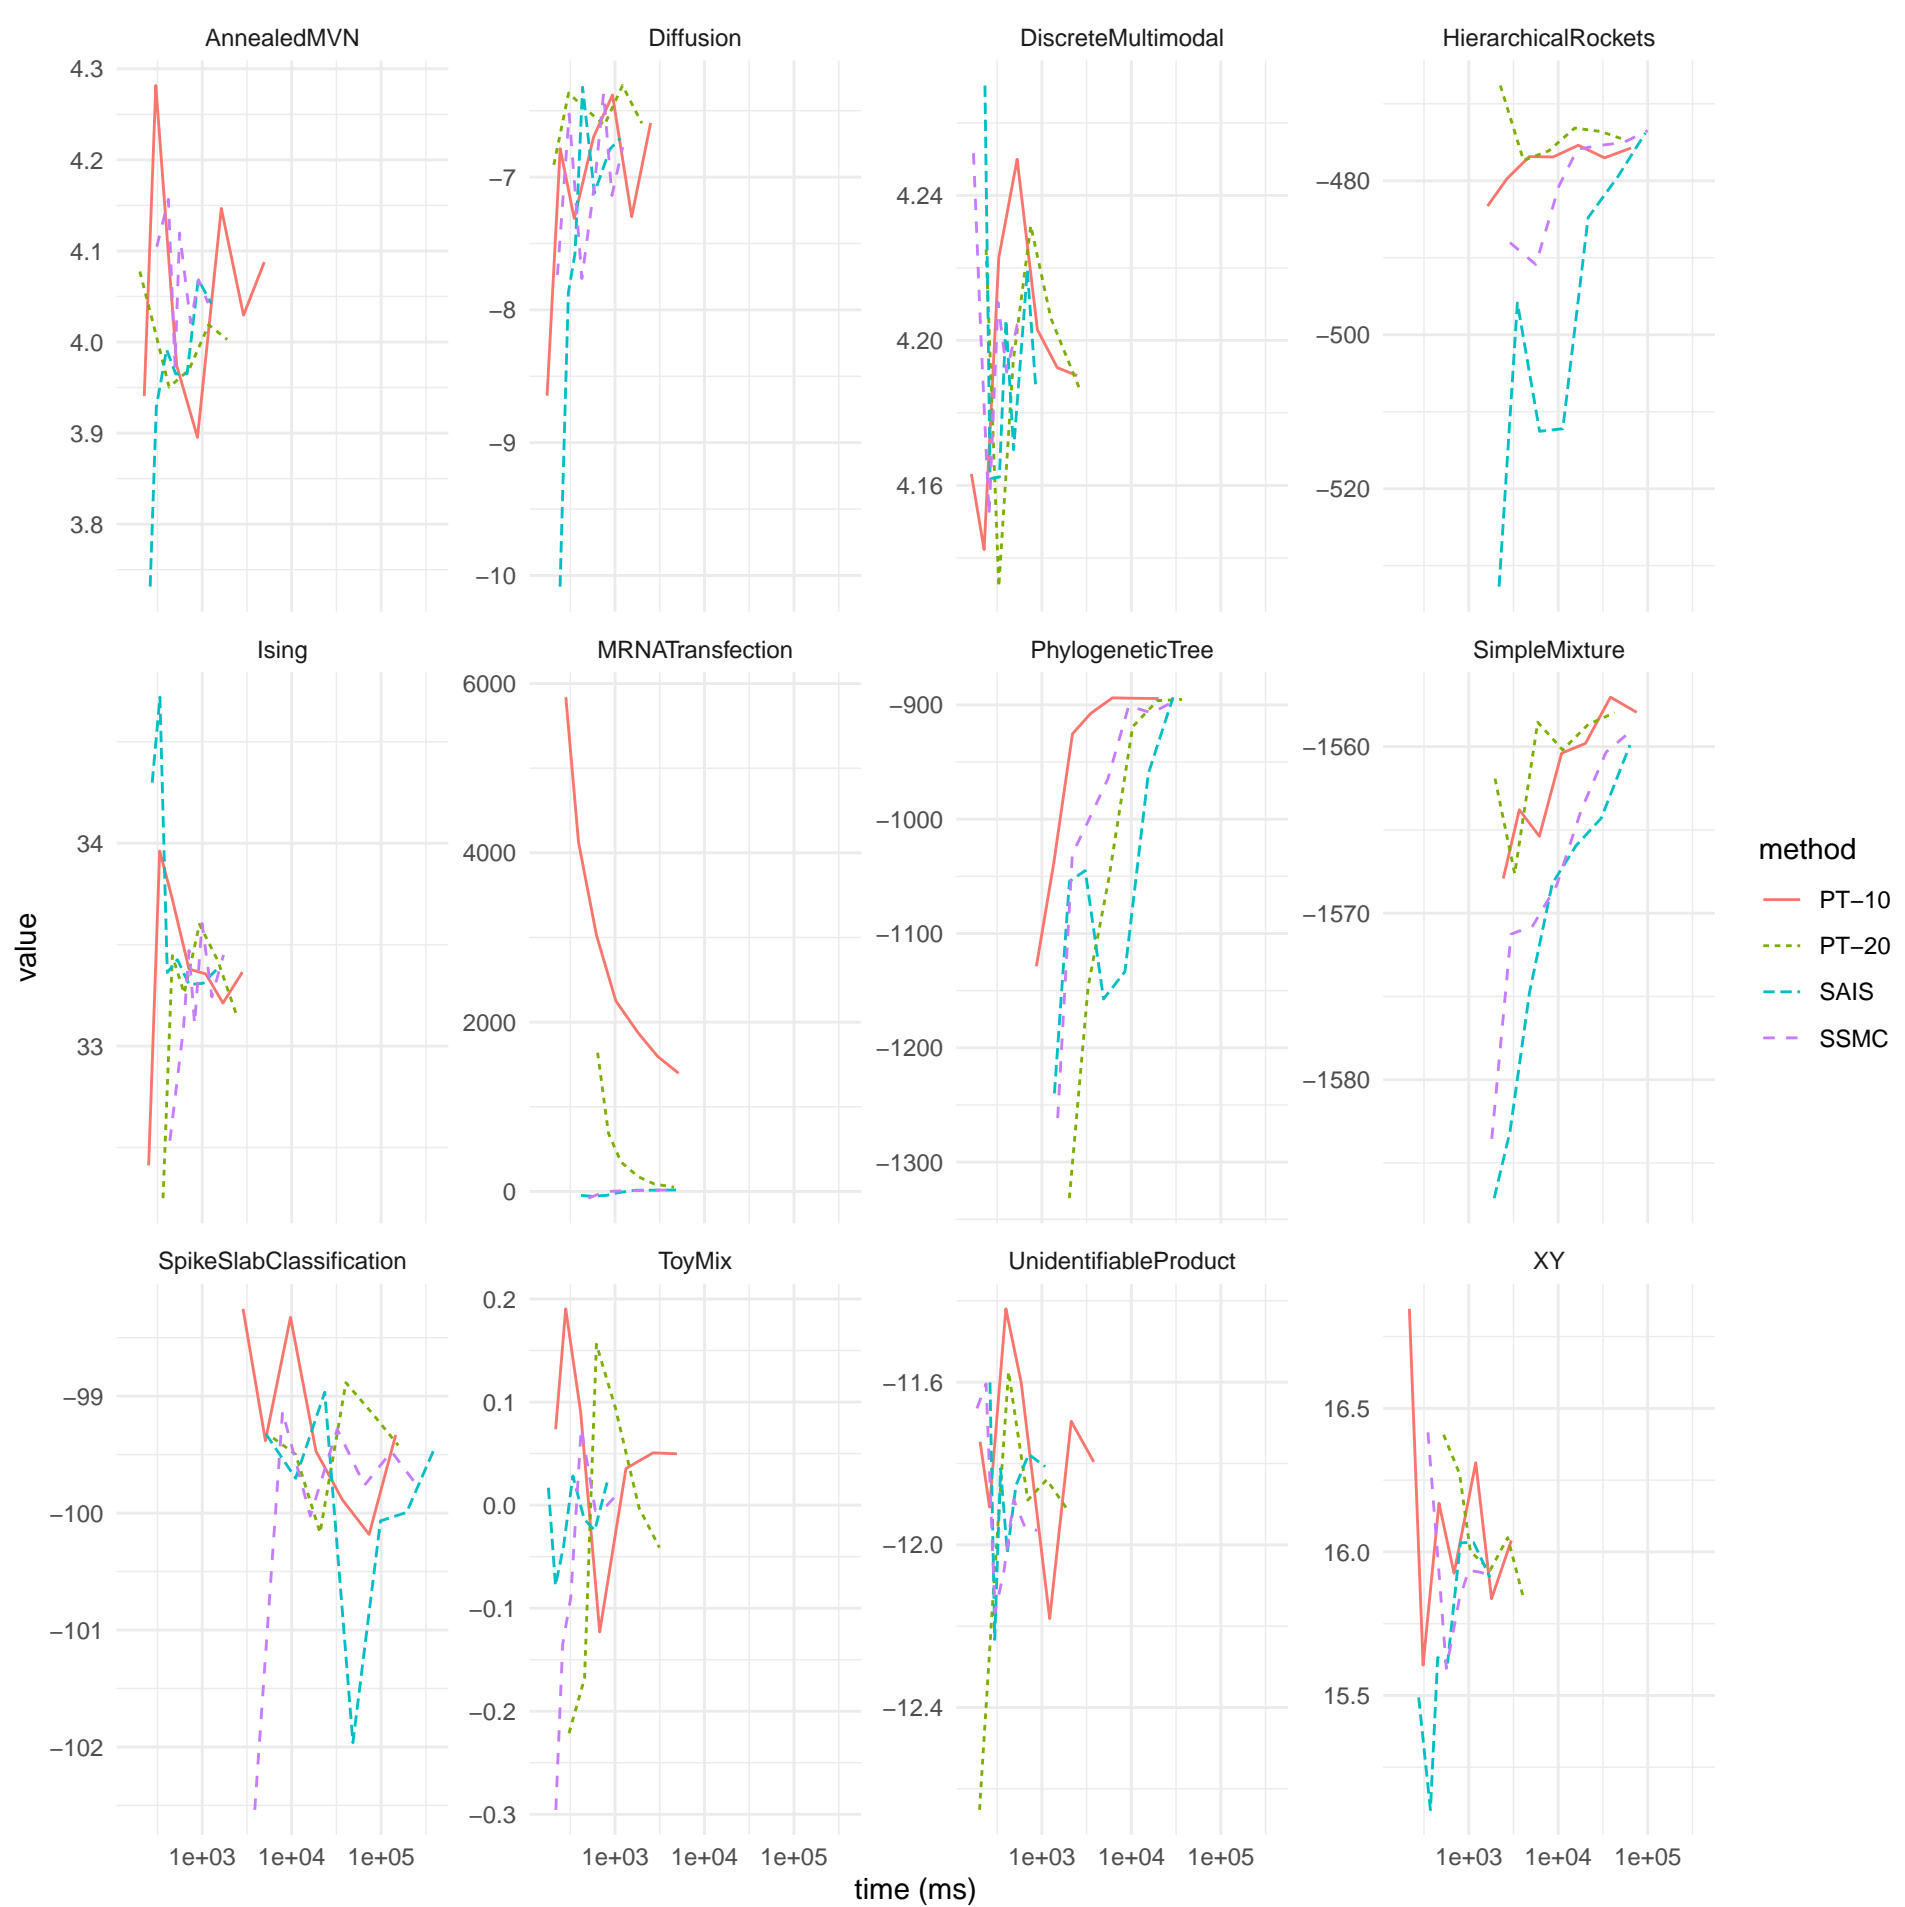 AnnealedMVN
Diffusion
DiscreteMultimodal
HierarchicalRockets
4.3
4.2
4.1
4.0
3.9
3.8
−7
−8
−9
−10
4.24
4.20
4.16
−480
−500
−520
Ising
MRNATransfection
PhylogeneticTree
SimpleMixture
34
33
6000
4000
2000
0
−900
−1000
−1100
−1200
−1300
−1560
−1570
−1580
SpikeSlabClassification
ToyMix
UnidentifiableProduct
XY
−99
−100
−101
−102
0.2
0.1
0.0
−0.1
−0.2
−0.3
−11.6
−12.0
−12.4
16.5
16.0
15.5
1e+03 1e+04 1e+05
1e+03 1e+04 1e+05
1e+03 1e+04 1e+05
1e+03 1e+04 1e+05
time (ms)
value
method
PT−10
PT−20
SAIS
SSMC